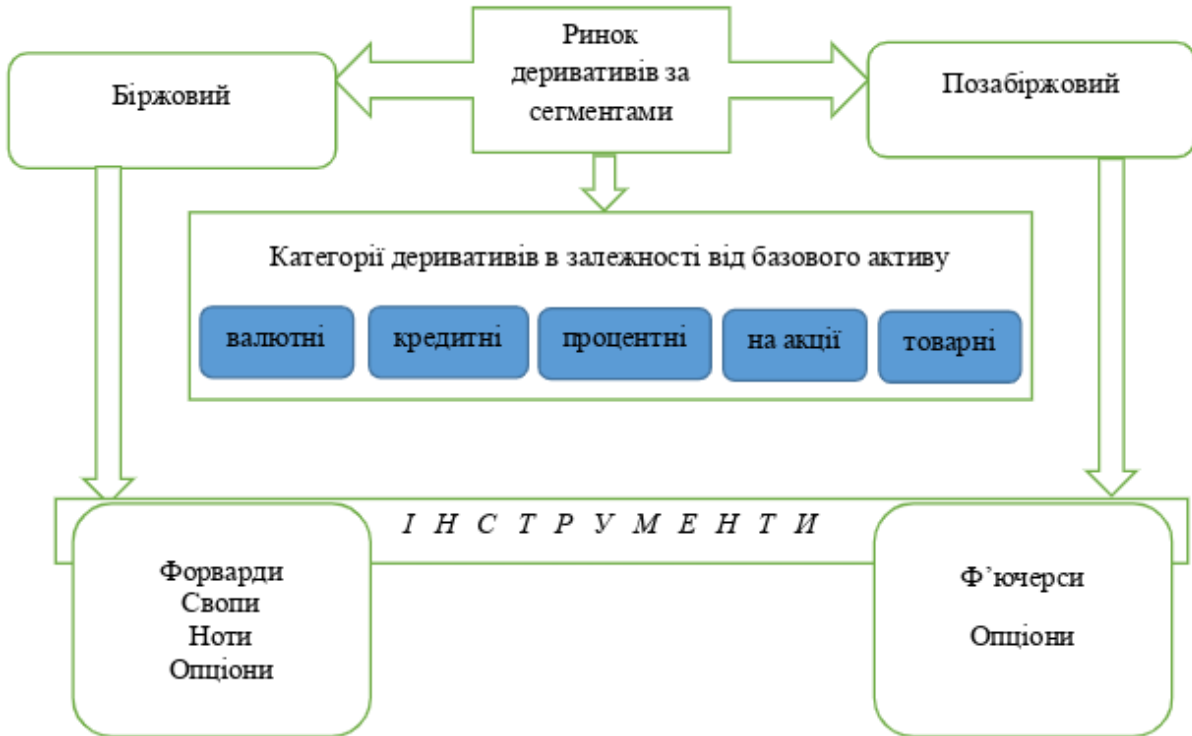 Ринок
деривативів за
сегментами
Біржовий
Позабіржовий
Категорії деривативів в залежності від базового активу
валютні
кредитні
процентні
на акції
товарні
І Н С Т Р У М Е Н Т И
Форварди
Свопи
Ноти
Опціони
Ф’ючерси
Опціони